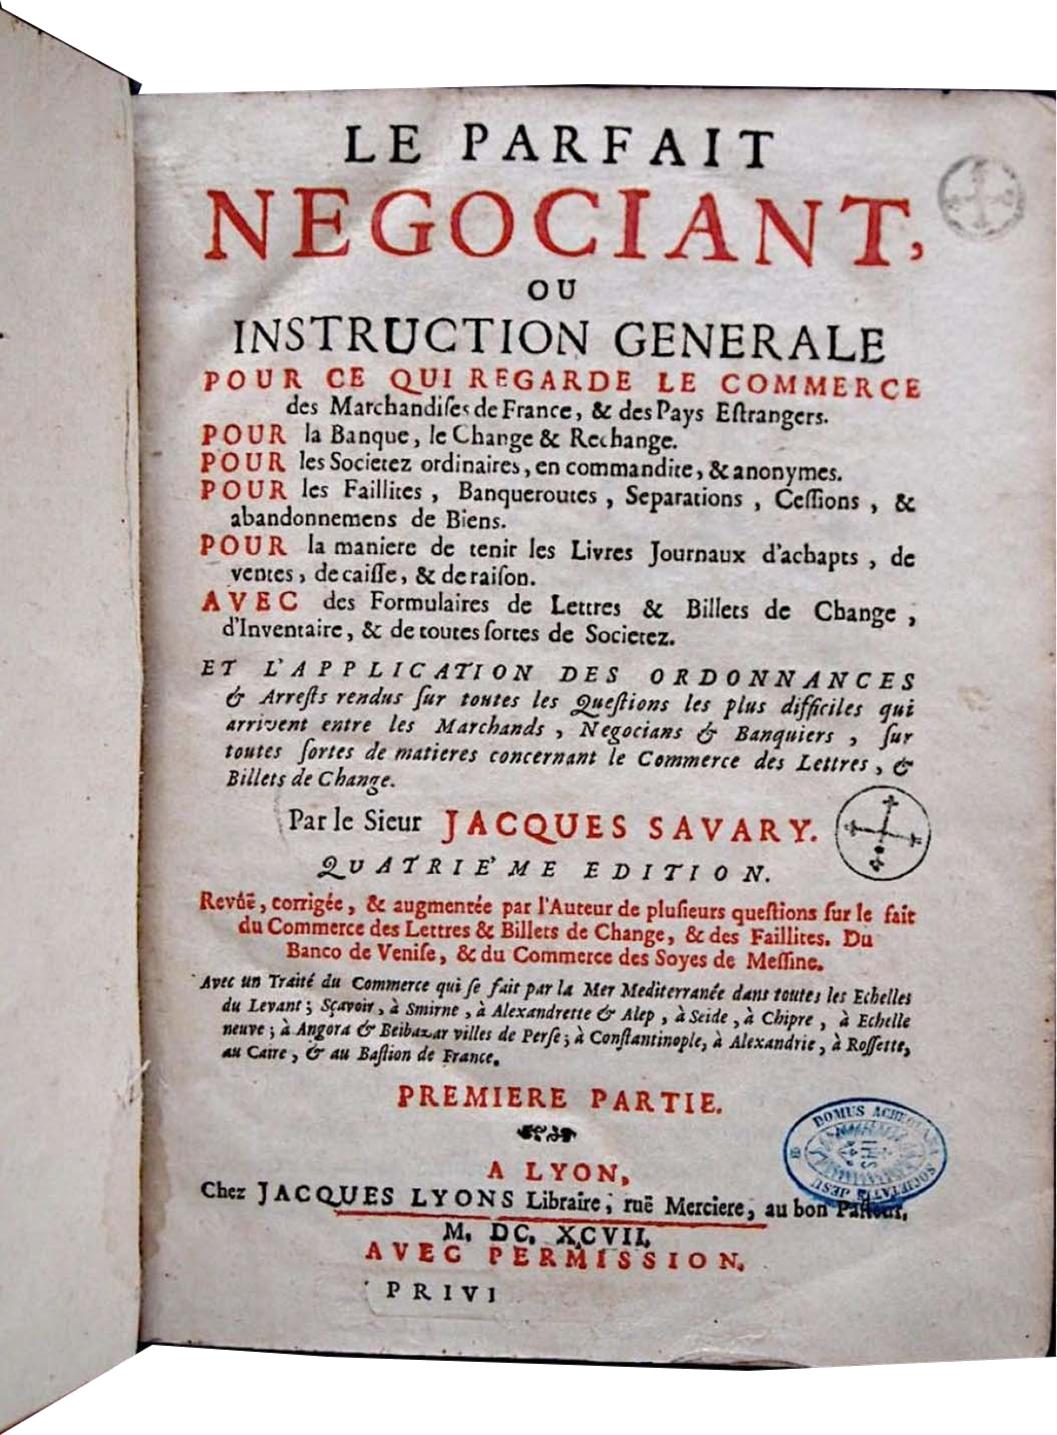 LE PARFAIT
NEGOCIANT,
OU
INSTRUCTION GENERALE
POUR CE QUI REGARDE LE COMMERCE
des Marchandiſes de France, & des Pays Eſtrangers.
POUR la Banque, le Change & Rechange.
POUR les Societez ordinaires, en commandite, & anonymes.
POUR les Faillites, Banqueroutes, Separations, Ceſſions, &
abandonnemens de Biens.
POUR la maniere de tenir les Livres Journaux d'achapts, de
ventes, de caiſſe, & de raiſon.
AVEC des Formulaires de Lettres & Billets de Change,
d'Inventaire, & de toutes ſortes de Societez.
ET L'APPLICATION DES ORDONNANCES
& Arreſts rendus ſur toutes les Queſtions les plus difficiles qui
arrivent entre les Marchands, Negocians & Banquiers, ſur
toutes ſortes de matieres concernant le Commerce des Lettres, &
Billets de Change.
Par le Sieur JACQUES SAVARY.
QUATRIE'ME EDITION.
Revûë, corrigée, & augmentée par l'Auteur de pluſieurs queſtions ſur le fait
du Commerce des Lettres & Billets de Change, & des Faillites. Du
Banco de Veniſe, & du Commerce des Soyes de Meſſine.
Avec un Traité du Commerce qui ſe fait par la Mer Mediterranée dans toutes les Echelles
du Levant; Sçavoir, à Smirne, à Alexandrette & Alep, à Seide, à Chipre, à Echelle
neuve; à Angora & Beibazar villes de Perſe; à Conſtantinople, à Alexandrie, à Roſſette,
au Caire, & au Baſtion de France.
PREMIERE PARTIE.
DOMUS
SOCIETATIS JESU
IHS
A LYON,
Chez JACQUES LYONS Libraire, ruë Merciere, au bon Paſteur.
M. DC. XCVII.
AVEC PERMISSION.
PRIVI